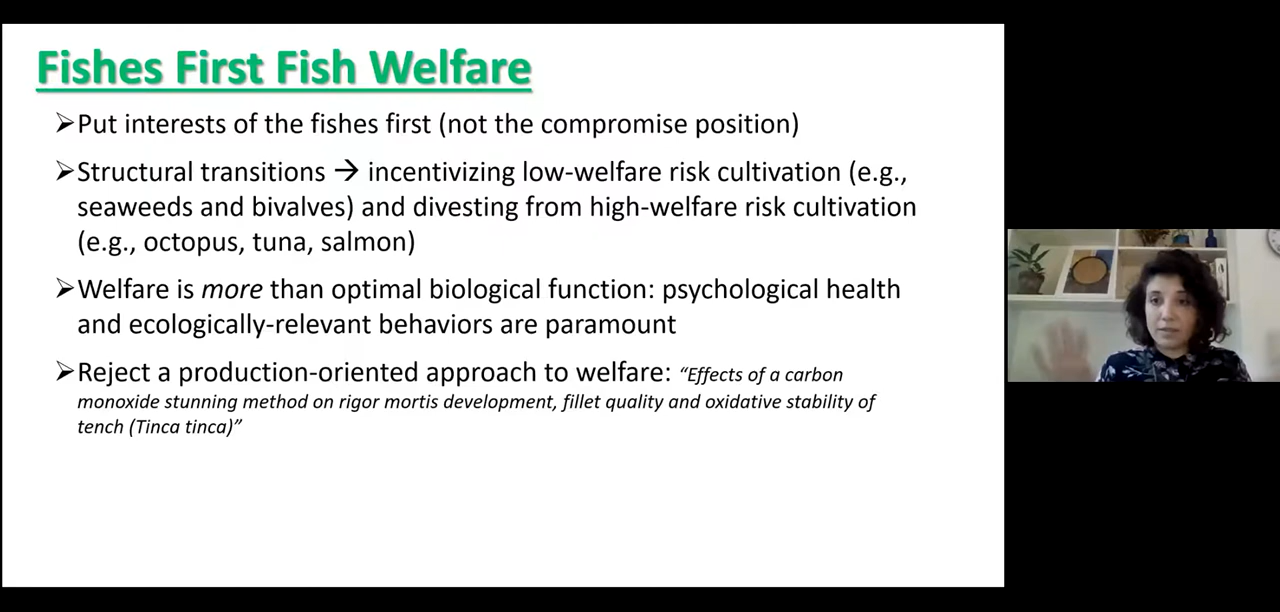 Fishes First Fish Welfare
➢Put interests of the fishes first (not the compromise position)
➢Structural transitions → incentivizing low-welfare risk cultivation (e.g.,
seaweeds and bivalves) and divesting from high-welfare risk cultivation
(e.g., octopus, tuna, salmon)
➢Welfare is more than optimal biological function: psychological health
and ecologically-relevant behaviors are paramount
➢Reject a production-oriented approach to welfare: “Effects of a carbon
monoxide stunning method on rigor mortis development, fillet quality and oxidative stability of
tench (Tinca tinca)”